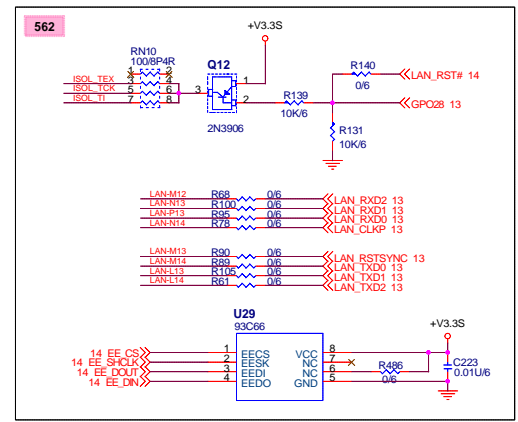 562
+V3.3S
RN10
100/8P4R
Q12
R140
1 2
ISOL_TEX 3 4
ISOL_TCK 5 6
ISOL_TI 7 8
3
1
2
LAN_RST# 14
0/6
R139
GPO28 13
10K/6
2N3906
R131
10K/6
LAN-M12 R68 0/6 LAN_RXD2 13
LAN-N13 R100 0/6 LAN_RXD1 13
LAN-P13 R95 0/6 LAN_RXD0 13
LAN-N14 R78 0/6 LAN_CLKP 13
LAN-M13 R90 0/6 LAN_RSTSYNC 13
LAN-M14 R89 0/6 LAN_TXD0 13
LAN-L13 R105 0/6 LAN_TXD1 13
LAN-L14 R61 0/6 LAN_TXD2 13
U29
93C66
+V3.3S
14 EE_CS 1 EECS VCC 8
14 EE_SHCLK 2 EESK NC 7
14 EE_DOUT 3 EEDI NC 6
14 EE_DIN 4 EEDO GND 5
R486
0/6
C223
0.01U/6